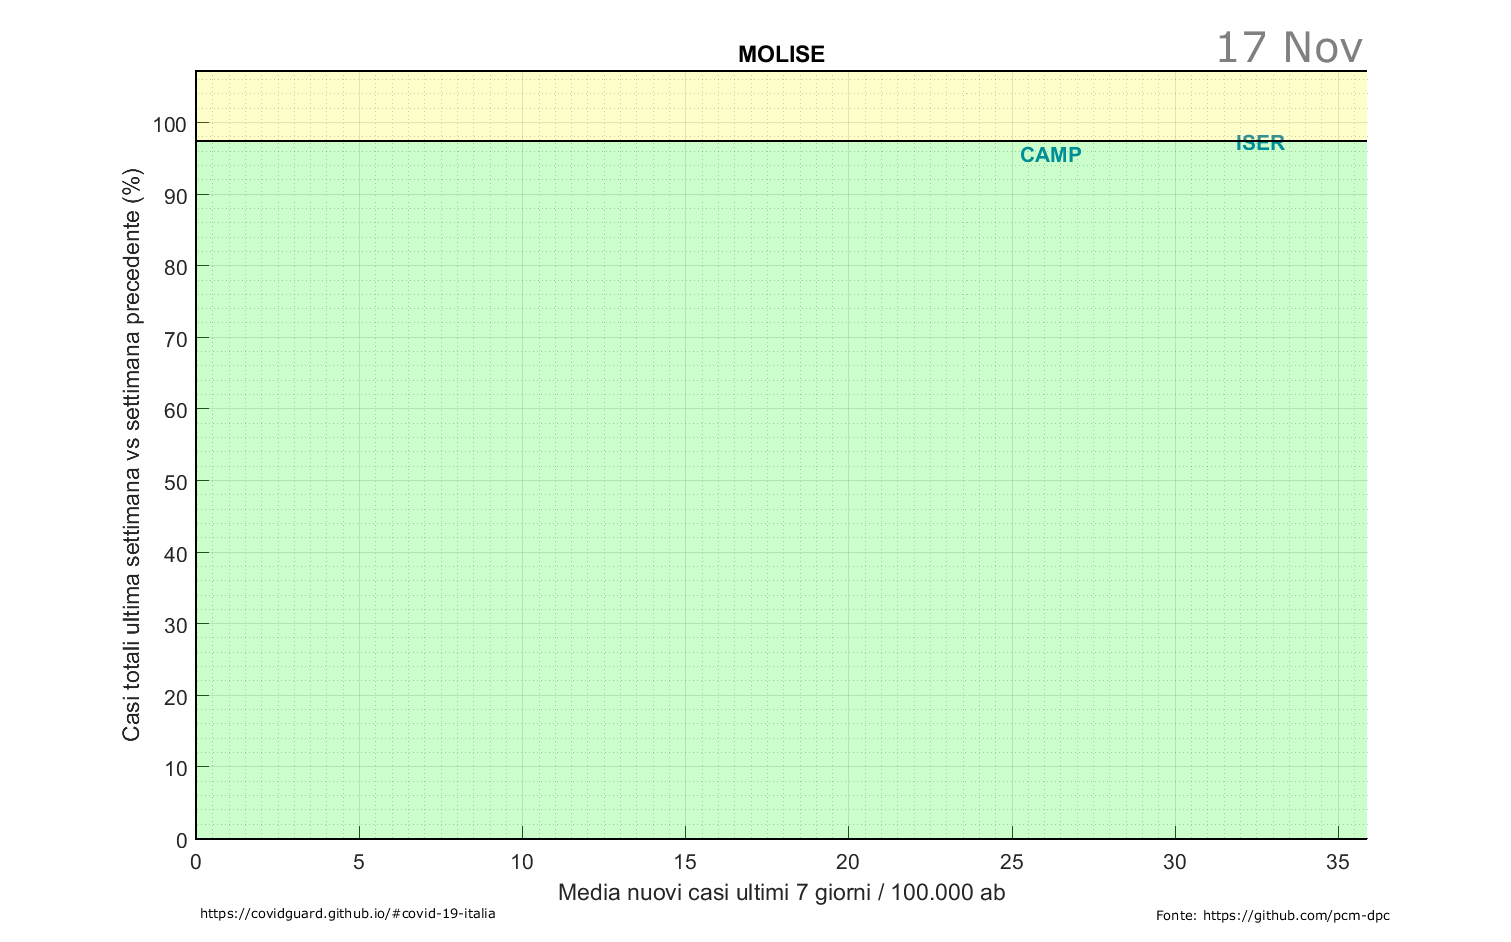 MOLISE
17 Nov
Casi totali ultima settimana vs settimana precedente (%)
100
90
80
70
60
50
40
30
20
10
0
ISER
CAMP
0 5 10 15 20 25 30 35
Media nuovi casi ultimi 7 giorni / 100.000 ab
https://covidguard.github.io/#covid-19-italia
Fonte: https://github.com/pcm-dpc